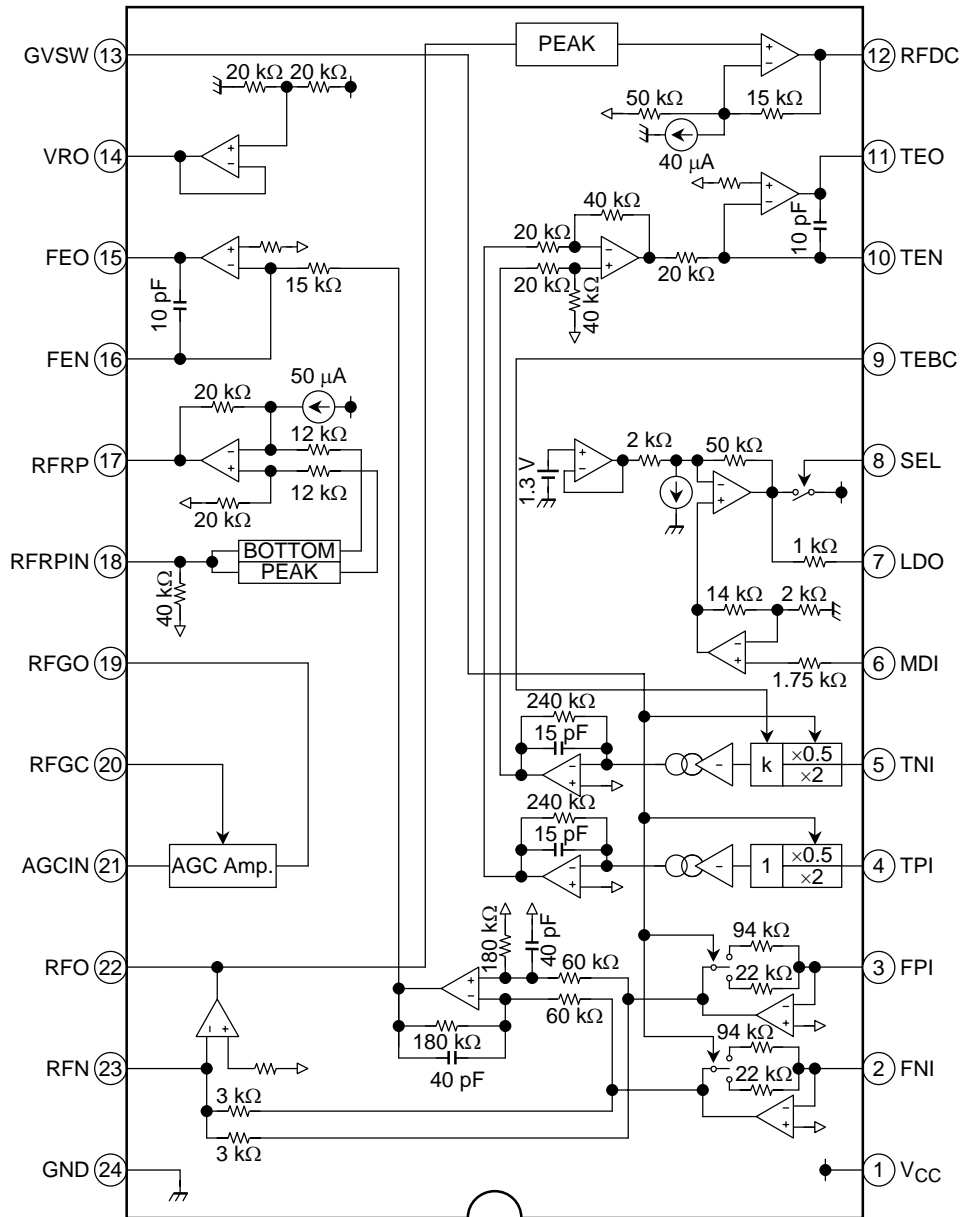 GVSW 13
PEAK
12 RFDC
20 kΩ 20 kΩ
50 kΩ
15 kΩ
40 μA
VRO 14
11 TEO
40 kΩ
20 kΩ
10 pF
FEO 15
15 kΩ
10 pF
20 kΩ
40 kΩ
20 kΩ
10 TEN
FEN 16
9 TEBC
50 μA
20 kΩ
12 kΩ
RFRP 17
12 kΩ
20 kΩ
1.3 V
2 kΩ
50 kΩ
8 SEL
RFRPIN 18
BOTTOM
PEAK
40 kΩ
1 kΩ
7 LDO
14 kΩ
2 kΩ
RFGO 19
6 MDI
1.75 kΩ
240 kΩ
15 pF
RFGC 20
k
×0.5
×2
5 TNI
240 kΩ
15 pF
AGCIN 21
AGC Amp.
1
×0.5
×2
4 TPI
180 kΩ
40 pF
94 kΩ
RFO 22
60 kΩ
22 kΩ
3 FPI
60 kΩ
180 kΩ
40 pF
94 kΩ
RFN 23
22 kΩ
2 FNI
3 kΩ
3 kΩ
GND 24
1 VCC
+
−
+
−
+
−
+
−
+
−
−
+
−
+
+
−
−
+
−
+
−
+
−
−
+
−
+
−
−
+
−
+
−
+
−
+